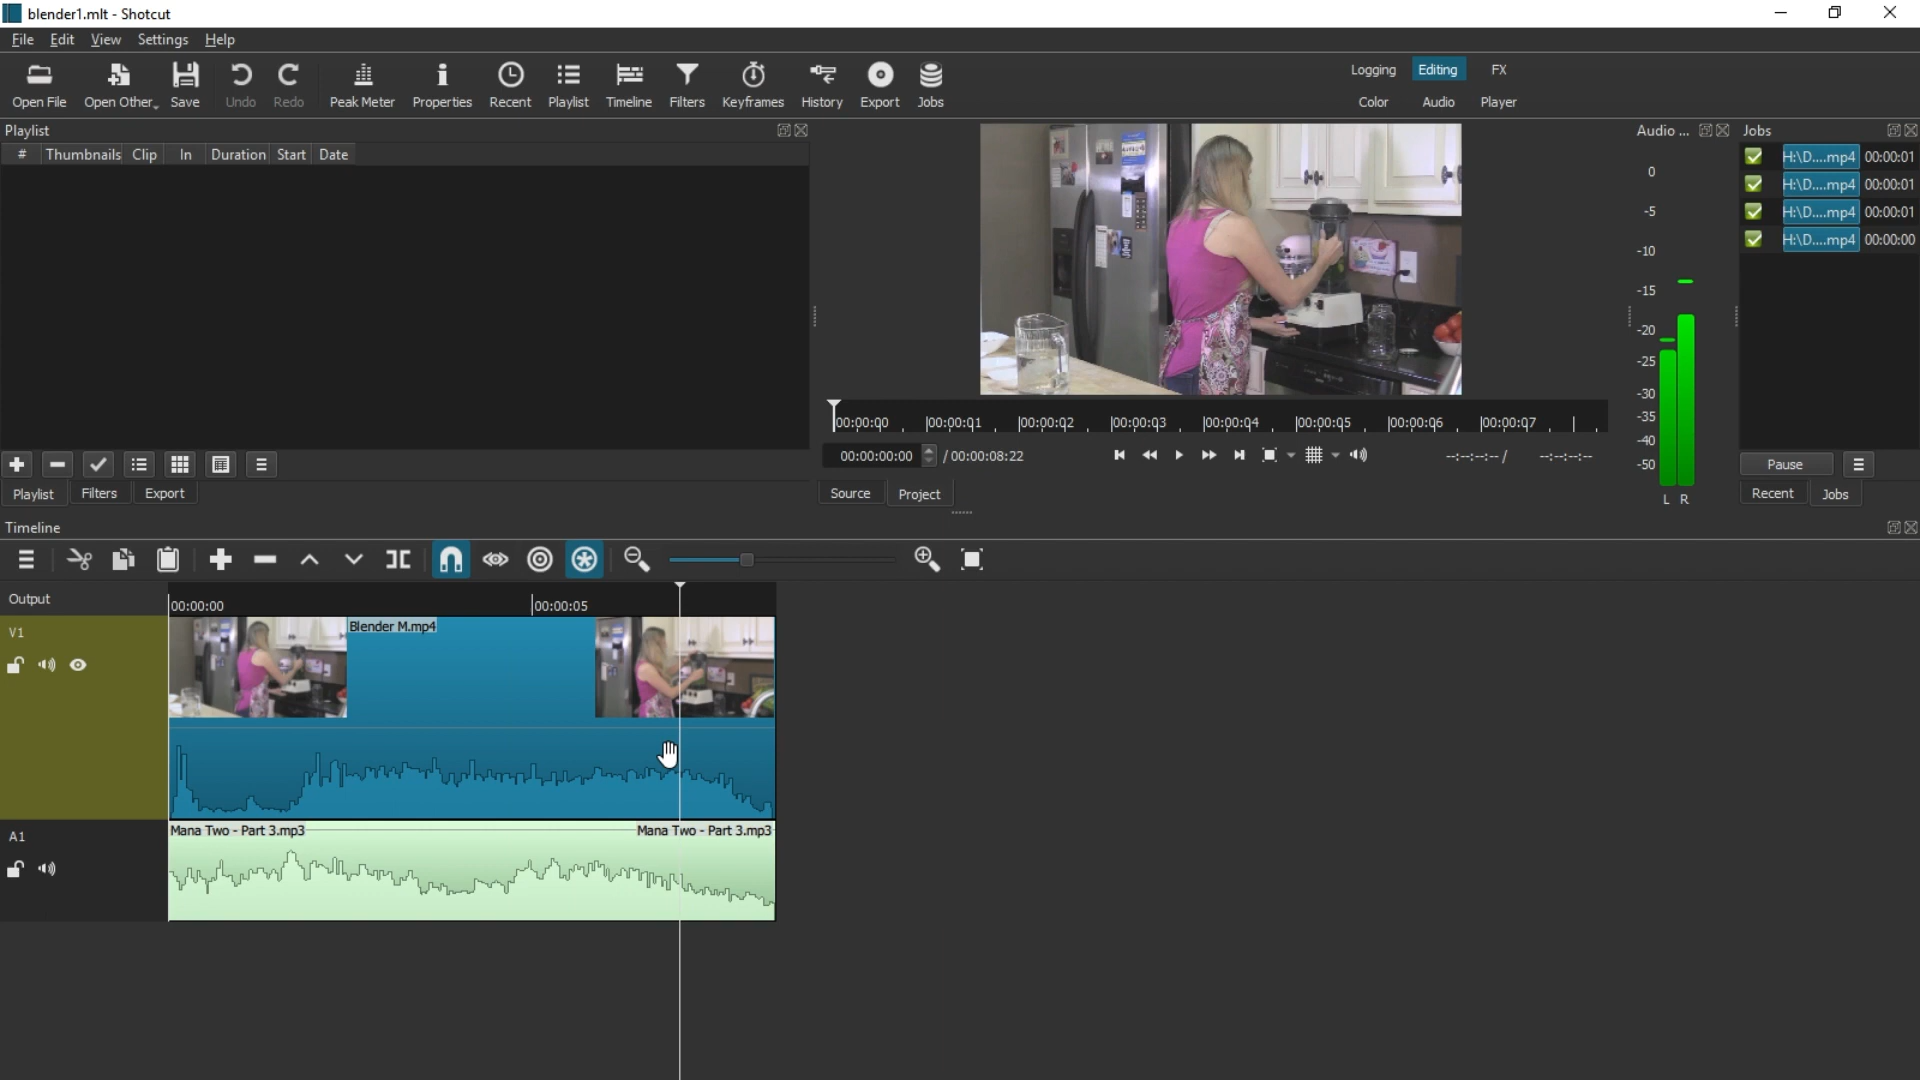 blender1.mlt - Shotcut
File Edit View Settings Help
Open File Open Other Save Undo Redo Peak Meter Properties Recent Playlist Timeline Filters Keyframes History Export Jobs
Logging Editing FX
Color Audio Player
Playlist
# Thumbnails Clip In Duration Start Date
Playlist Filters Export
00:00:00 00:00:01 00:00:02 00:00:03 00:00:04 00:00:05 00:00:06 00:00:07
00:00:00:00 / 00:00:08:22
--:--:--:-- / --:--:--:--
Source Project
Audio ...
0
-5
-10
-15
-20
-25
-30
-35
-40
-50
L R
Jobs
H:\D....mp4 00:00:01
H:\D....mp4 00:00:01
H:\D....mp4 00:00:01
H:\D....mp4 00:00:00
Pause
Recent Jobs
Timeline
Output
00:00:00 00:00:05
V1
Blender M.mp4
A1
Mana Two - Part 3.mp3 Mana Two - Part 3.mp3